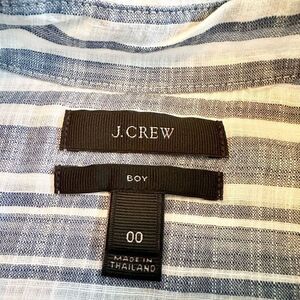 J.CREW
BOY
00
MADE IN
THAILAND